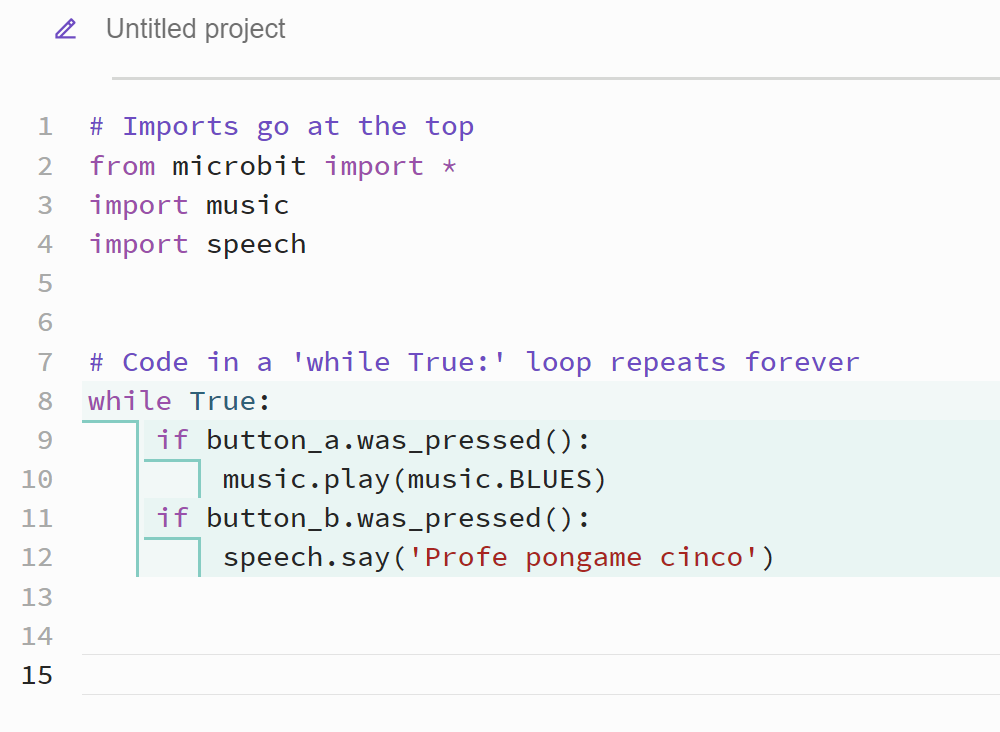 Untitled project
1 # Imports go at the top
2 from microbit import *
3 import music
4 import speech
5
6
7 # Code in a 'while True:' loop repeats forever
8 while True:
9     if button_a.was_pressed():
10         music.play(music.BLUES)
11     if button_b.was_pressed():
12         speech.say('Profe pongame cinco')
13
14
15